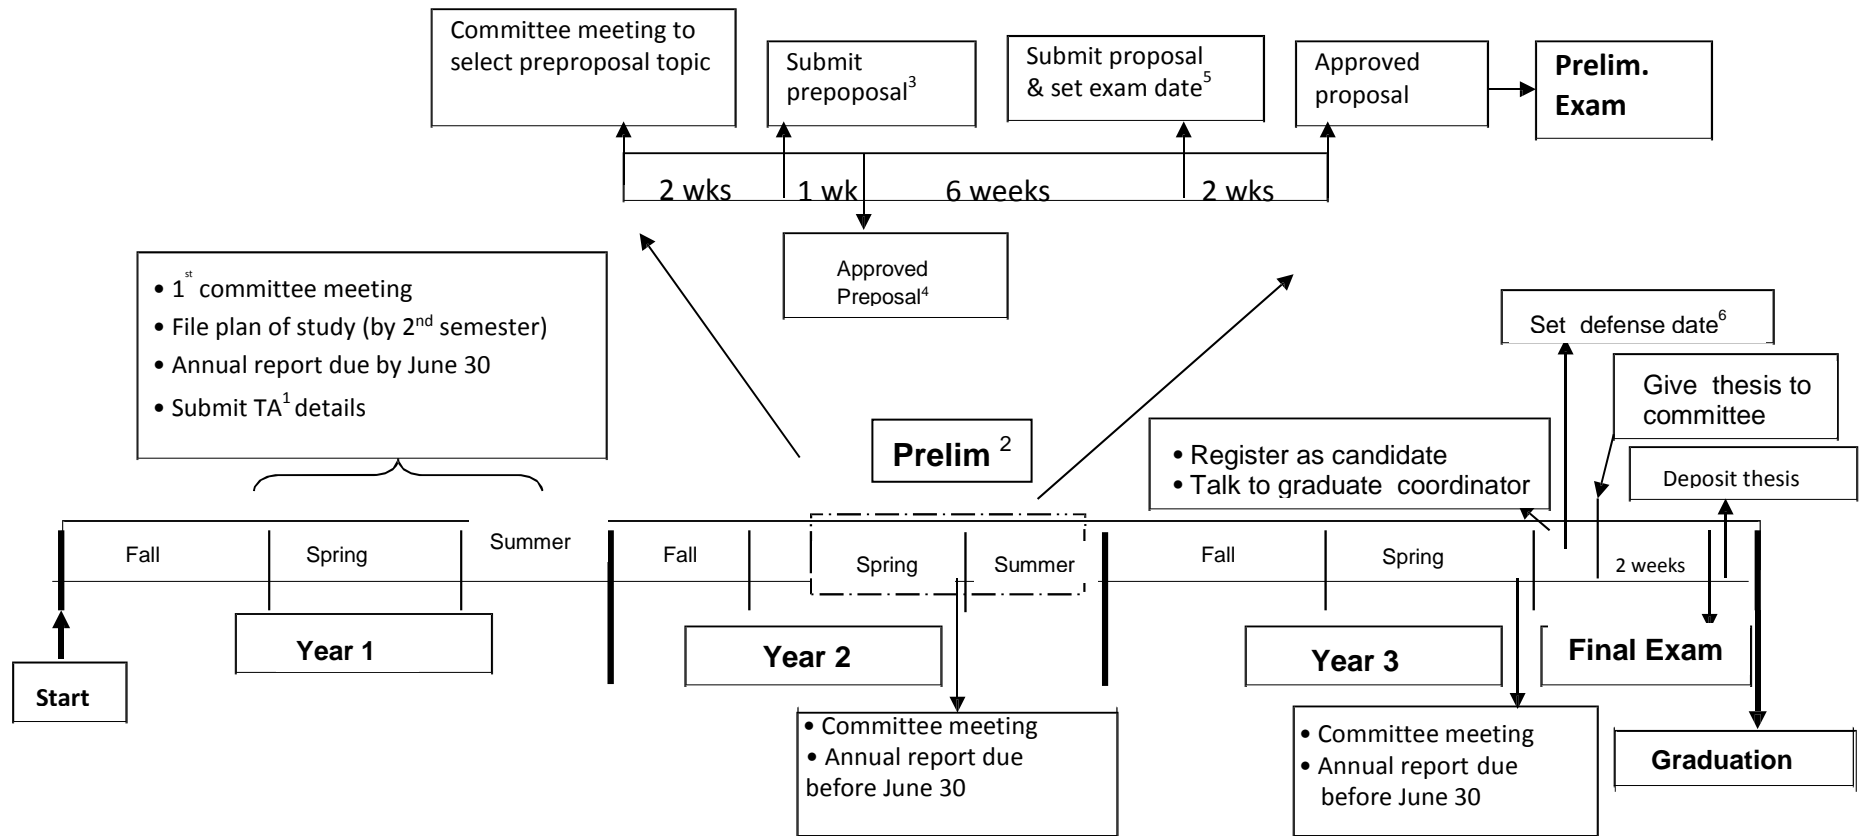 Committee meeting to
select preproposal topic
Submit
prepoposal³
Submit proposal
& set exam date⁵
Approved
proposal
Prelim.
Exam
2 wks
1 wk
6 weeks
2 wks
Approved
Preposal⁴
• 1st committee meeting
• File plan of study (by 2nd semester)
• Annual report due by June 30
• Submit TA¹ details
Prelim ²
Set defense date⁶
Give thesis to
committee
• Register as candidate
• Talk to graduate coordinator
Deposit thesis
Fall
Spring
Summer
Fall
Spring
Summer
Fall
Spring
2 weeks
Start
Year 1
Year 2
Year 3
Final Exam
• Committee meeting
• Annual report due
before June 30
• Committee meeting
• Annual report due
before June 30
Graduation